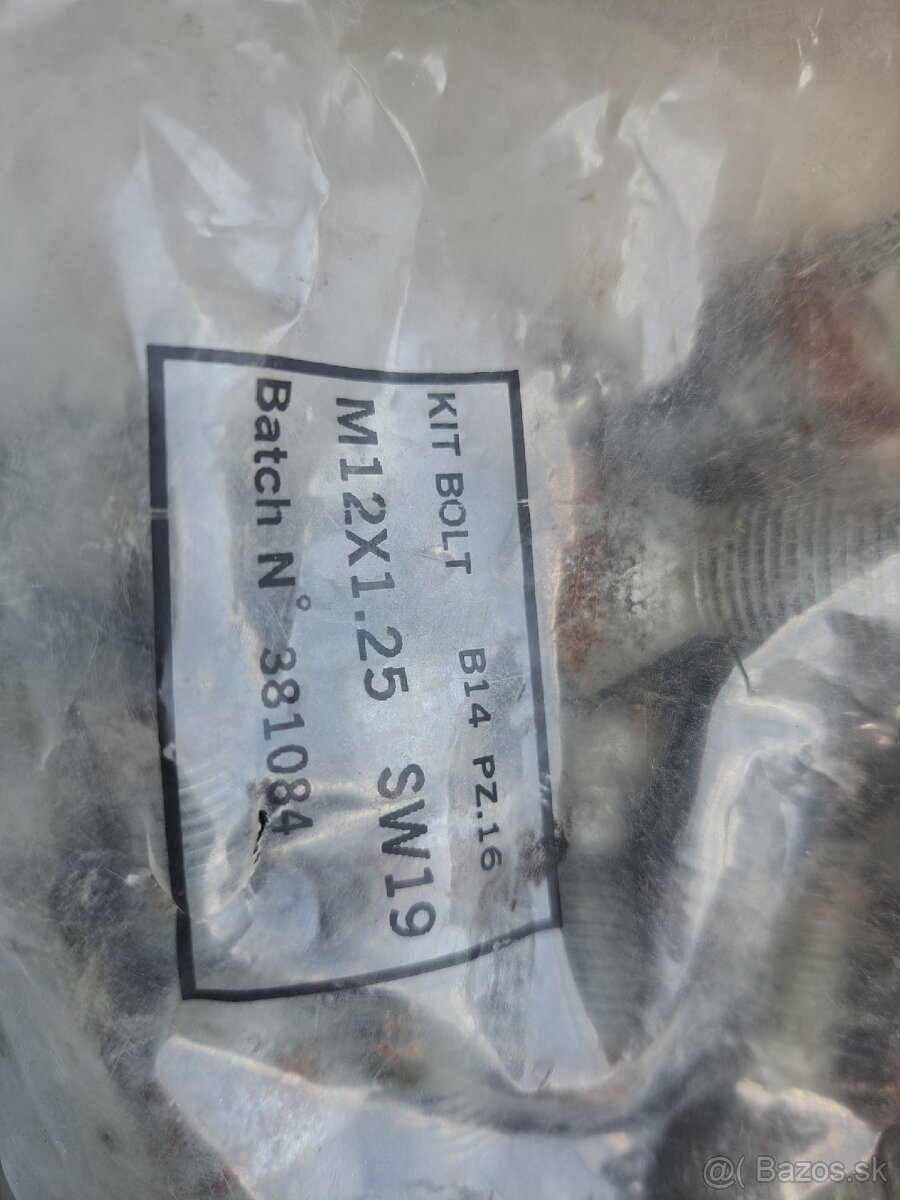 KIT BOLT B14 PZ.16
M12X1.25 SW19
Batch N° 381084
@( Bazos.sk